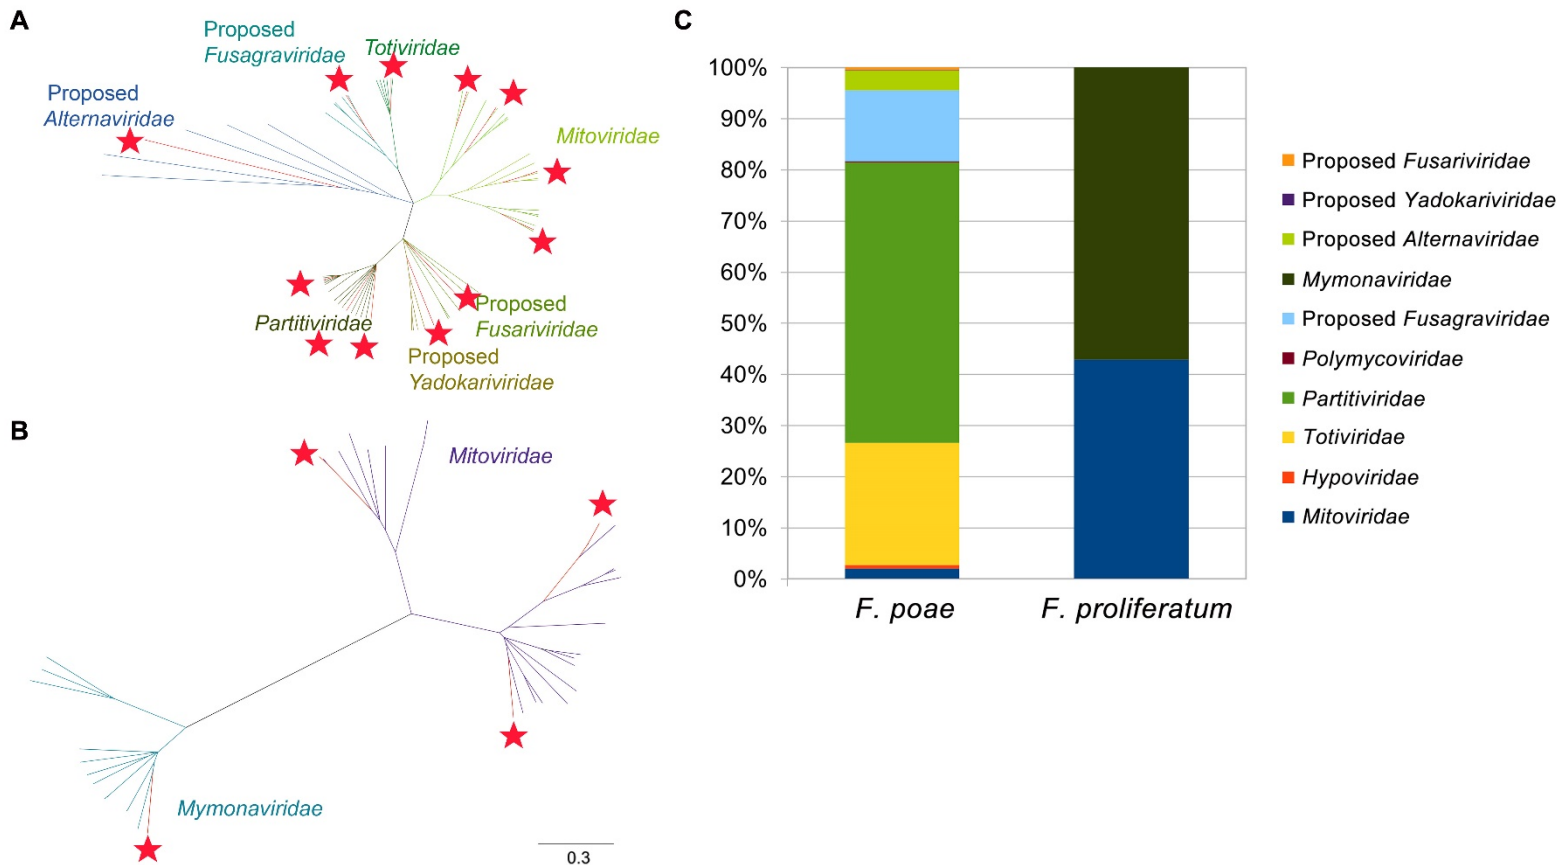 A
Proposed
Fusagraviridae
Totiviridae
Proposed
Alternaviridae
Mitoviridae
Partitiviridae
Proposed
Fusariviridae
Proposed
Yadokariviridae
B
Mitoviridae
Mymonaviridae
0.3
C
100%
90%
80%
70%
60%
50%
40%
30%
20%
10%
0%
F. poae
F. proliferatum
Proposed Fusariviridae
Proposed Yadokariviridae
Proposed Alternaviridae
Mymonaviridae
Proposed Fusagraviridae
Polymycoviridae
Partitiviridae
Totiviridae
Hypoviridae
Mitoviridae